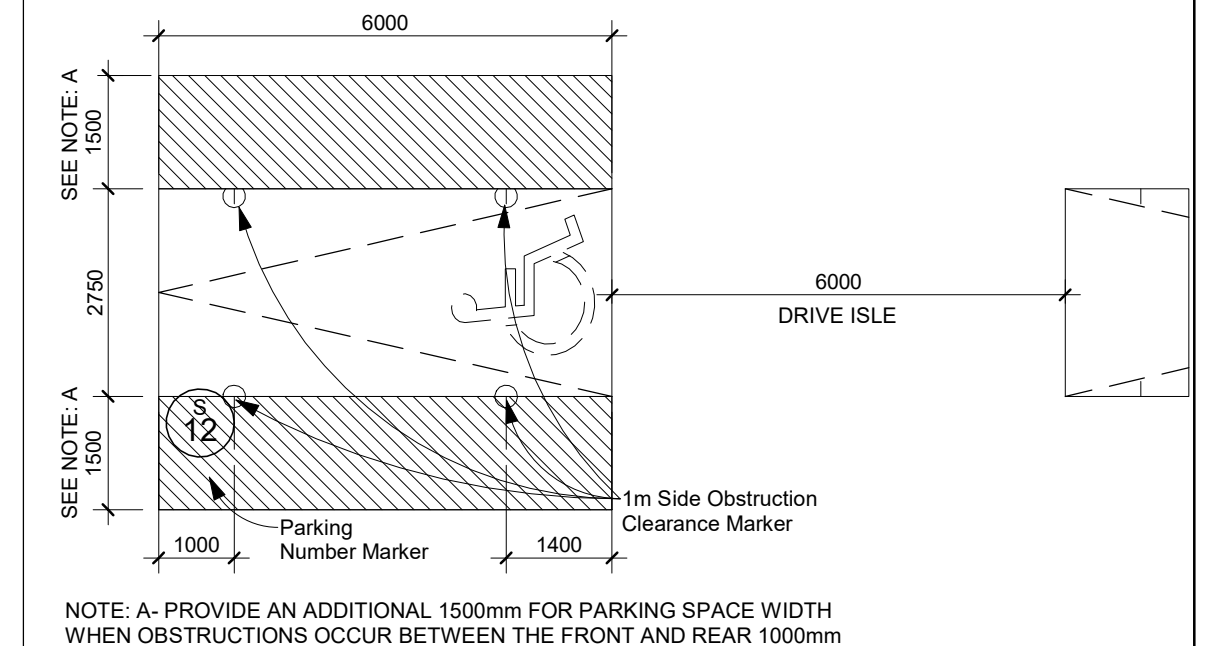 6000
SEE NOTE: A
1500
2750
SEE NOTE: A
1500
6000
DRIVE ISLE
S
12
1m Side Obstruction
Clearance Marker
Parking
Number Marker
1000
1400
NOTE: A- PROVIDE AN ADDITIONAL 1500mm FOR PARKING SPACE WIDTH
WHEN OBSTRUCTIONS OCCUR BETWEEN THE FRONT AND REAR 1000mm